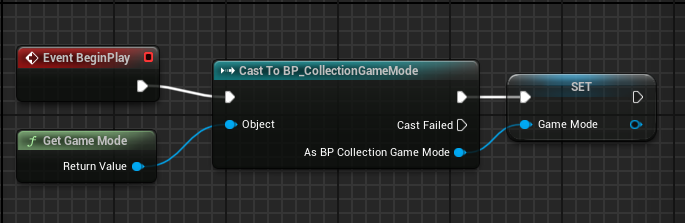 Event BeginPlay
Cast To BP_CollectionGameMode
SET
Object
Cast Failed
Game Mode
f Get Game Mode
Return Value
As BP Collection Game Mode